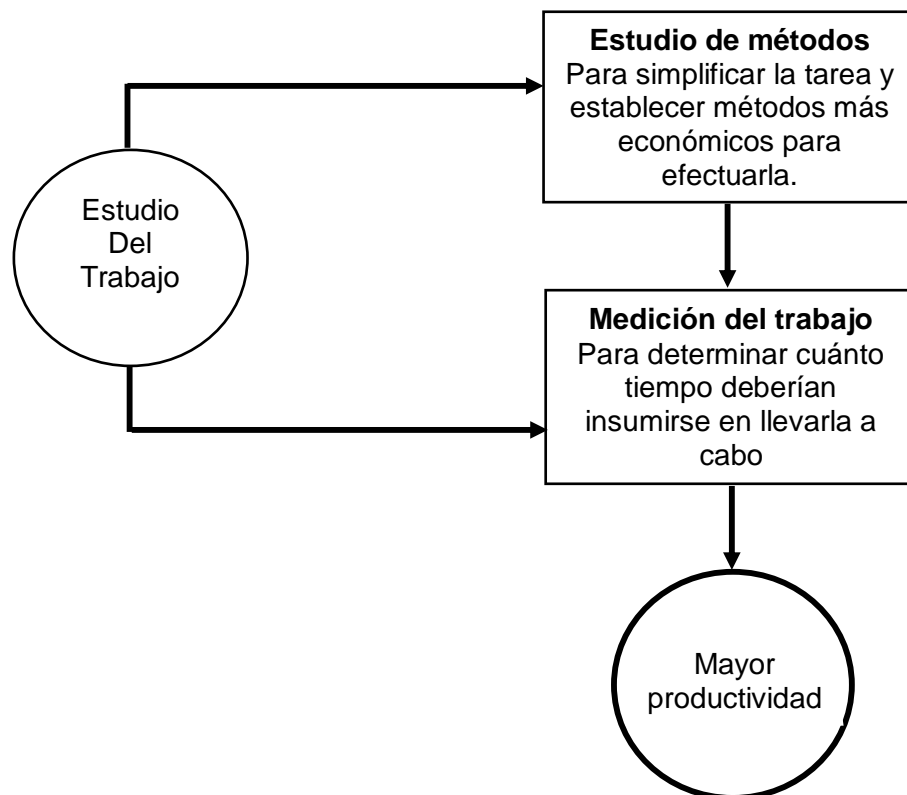 Estudio de métodos
Para simplificar la tarea y
establecer métodos más
económicos para
efectuarla.
Estudio
Del
Trabajo
Medición del trabajo
Para determinar cuánto
tiempo deberían
insumirse en llevarla a
cabo
Mayor
productividad